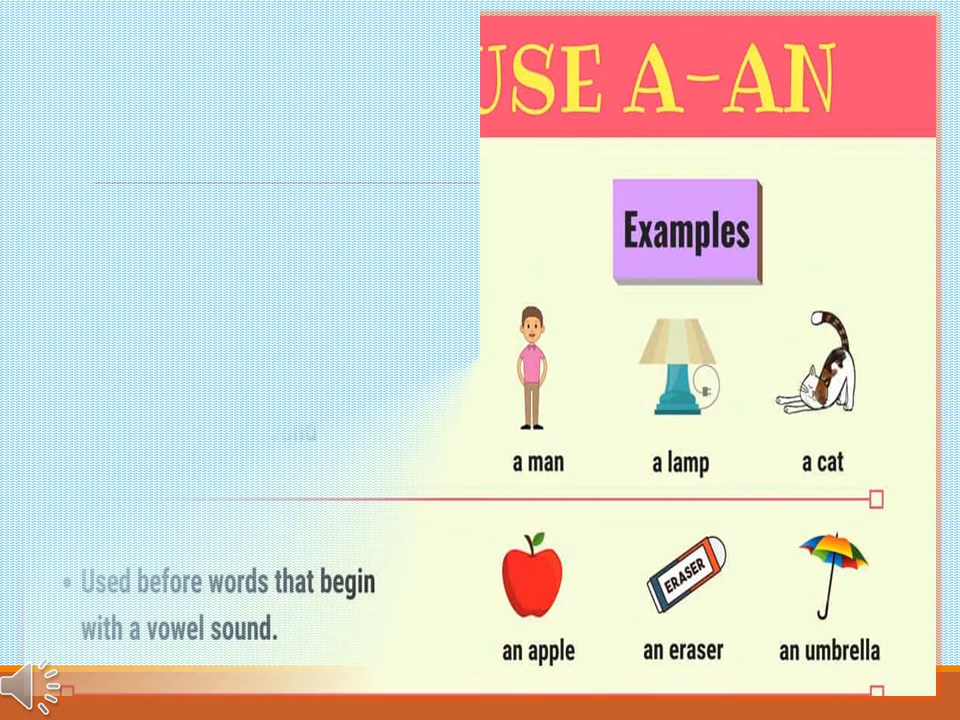 USE A-AN
Examples
a man a lamp a cat
ERASER
• Used before words that begin
with a vowel sound.
an apple an eraser an umbrella